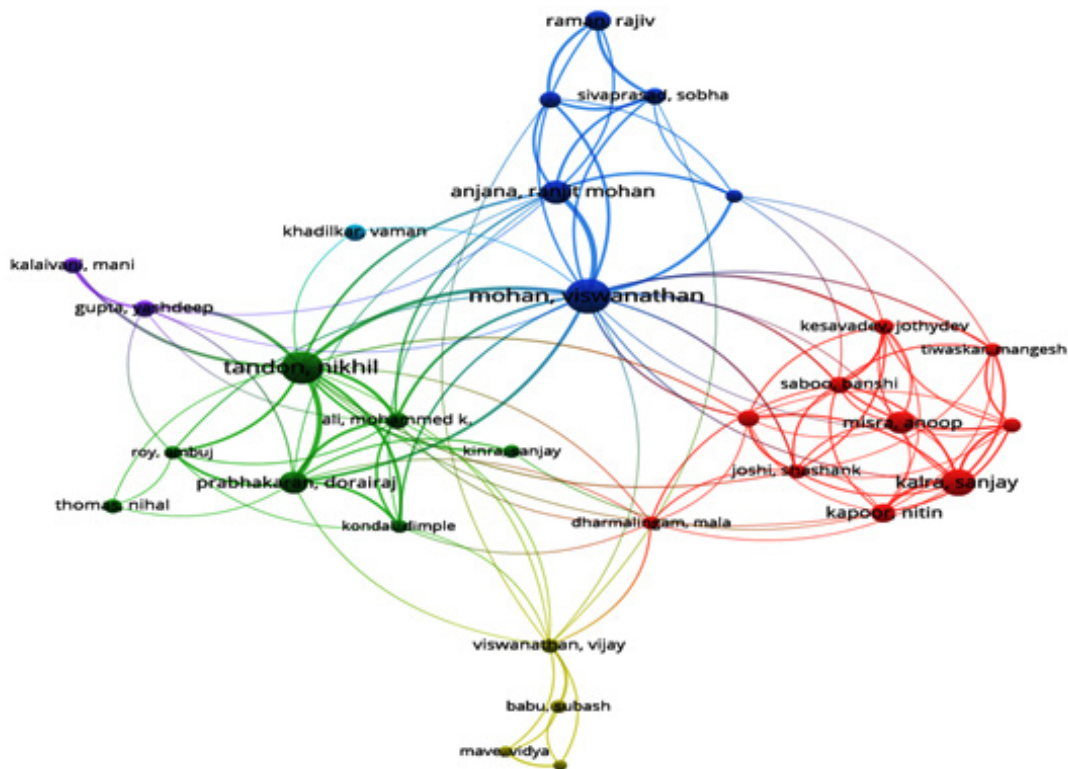 raman, rajiv
sivaprasad, sobha
anjana, ranjit mohan
khadilkar, vaman
kalaivani, mani
mohan, viswanathan
gupta, yashdeep
kesavadev, jothydev
tiwaskar, mangesh
tandon, nikhil
saboo, banshi
ali, mohammed k.
misra, anoop
roy, ambuj
kinra, sanjay
joshi, shashank
prabhakaran, dorairaj
kalra, sanjay
thomas, nihal
kapoor, nitin
kondal, dimple
dharmalingam, mala
viswanathan, vijay
babu, subash
mave, vidya